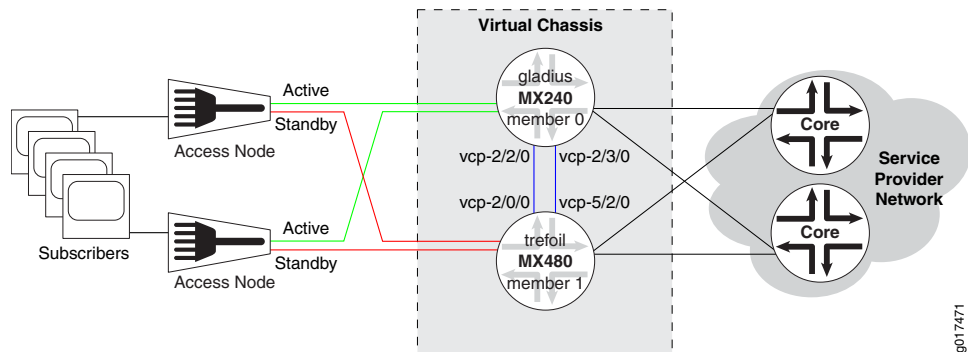 Virtual Chassis
gladius
MX240
member 0
Active
Standby
Access Node
vcp-2/2/0
vcp-2/3/0
vcp-2/0/0
vcp-5/2/0
Active
Standby
Access Node
Subscribers
trefoil
MX480
member 1
Core
Core
Service
Provider
Network
g017471